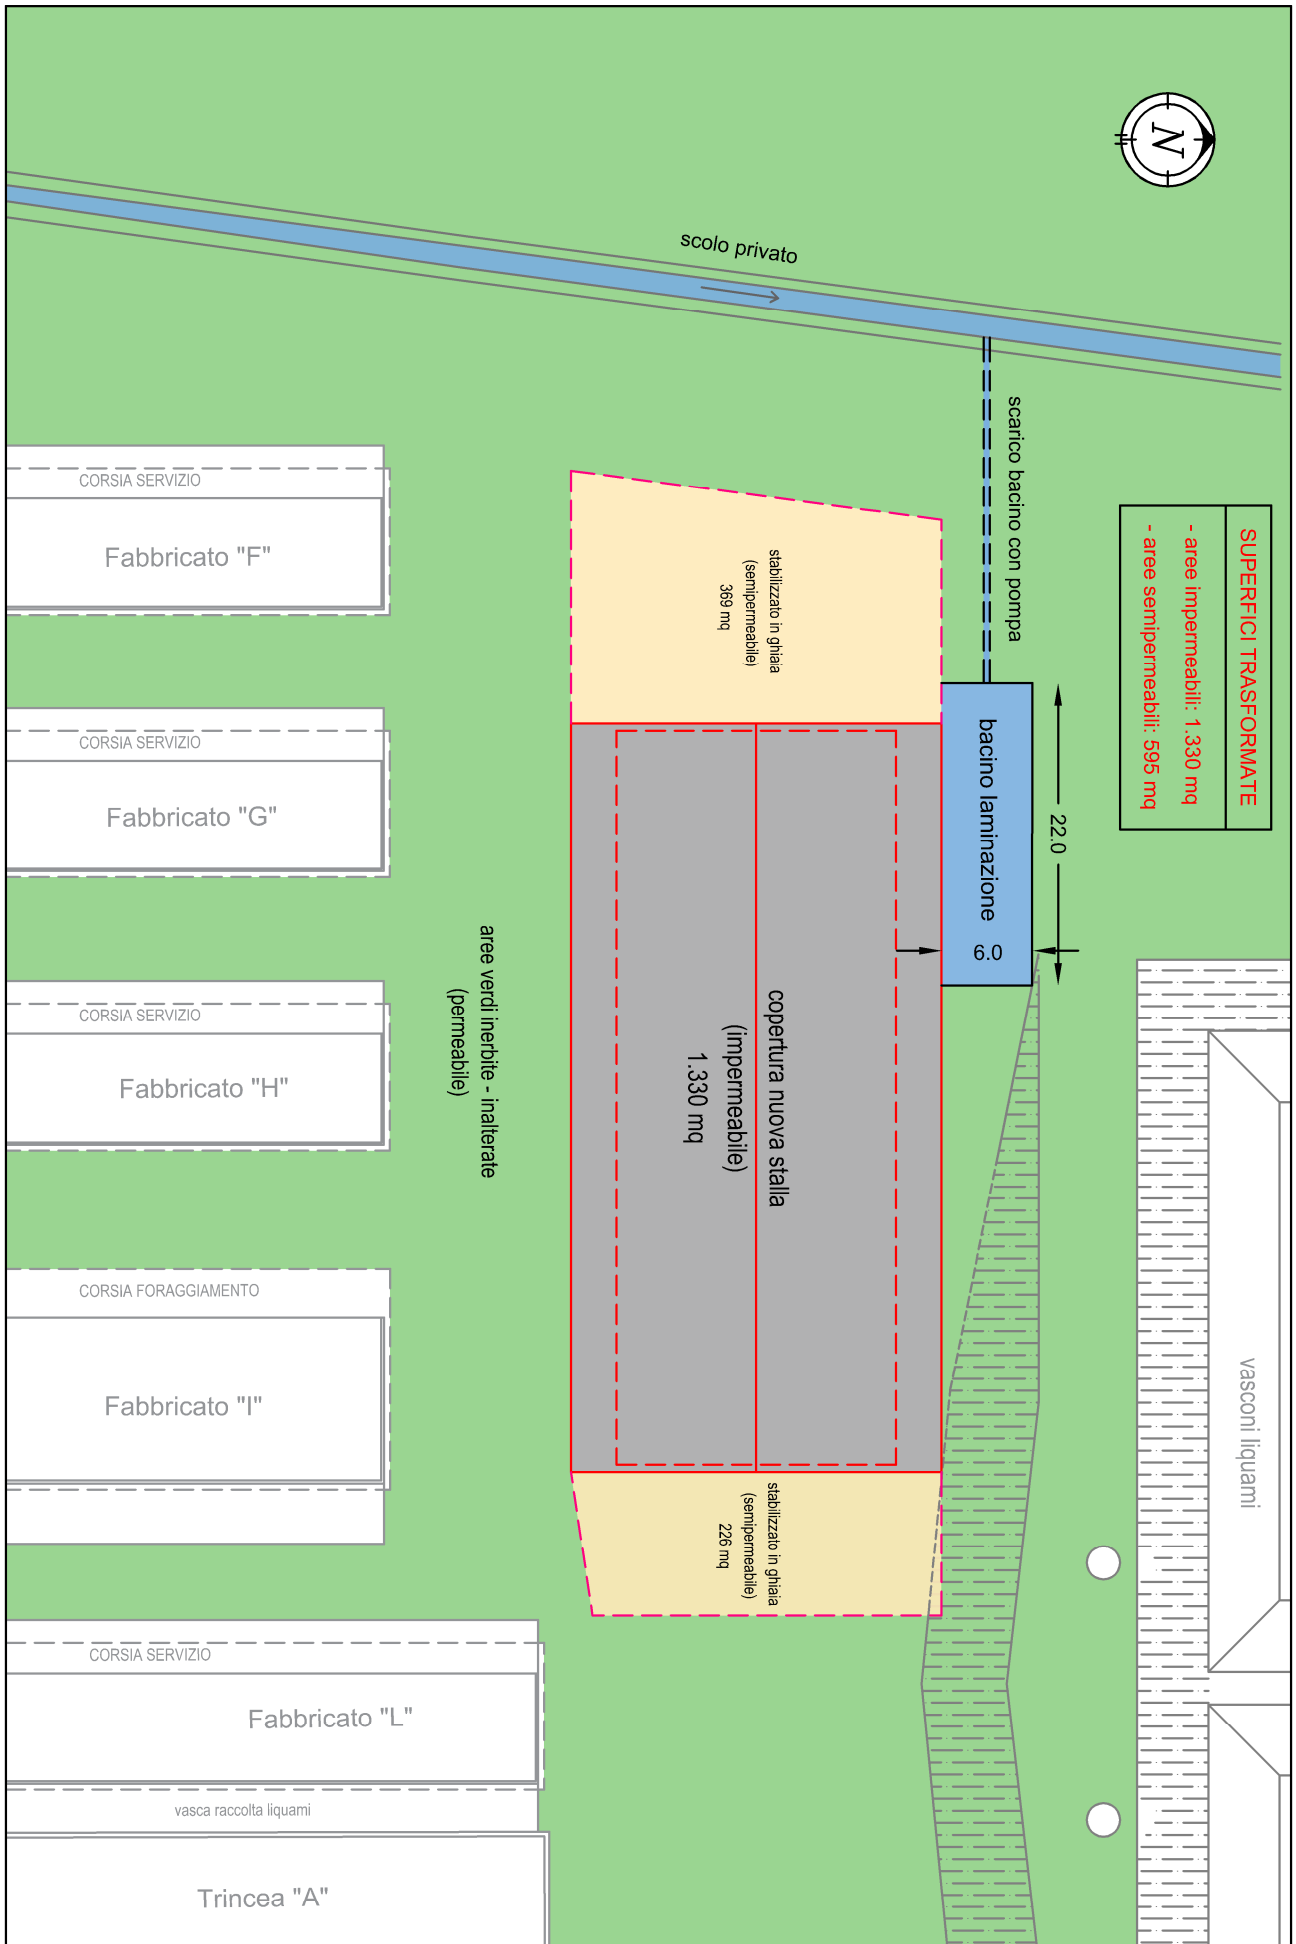 N
scolo privato
scarico bacino con pompa
SUPERFICI TRASFORMATE
- aree impermeabili: 1.330 mq
- aree semipermeabili: 595 mq
CORSIA SERVIZIO
Fabbricato "F"
stabilizzato in ghiaia
(semipermeabile)
369 mq
CORSIA SERVIZIO
Fabbricato "G"
bacino laminazione
22.0
6.0
aree verdi inerbite - inalterate
(permeabile)
copertura nuova stalla
(impermeabile)
1.330 mq
CORSIA SERVIZIO
Fabbricato "H"
CORSIA FORAGGIAMENTO
Fabbricato "I"
vasconi liquami
stabilizzato in ghiaia
(semipermeabile)
226 mq
CORSIA SERVIZIO
Fabbricato "L"
vasca raccolta liquami
Trincea "A"